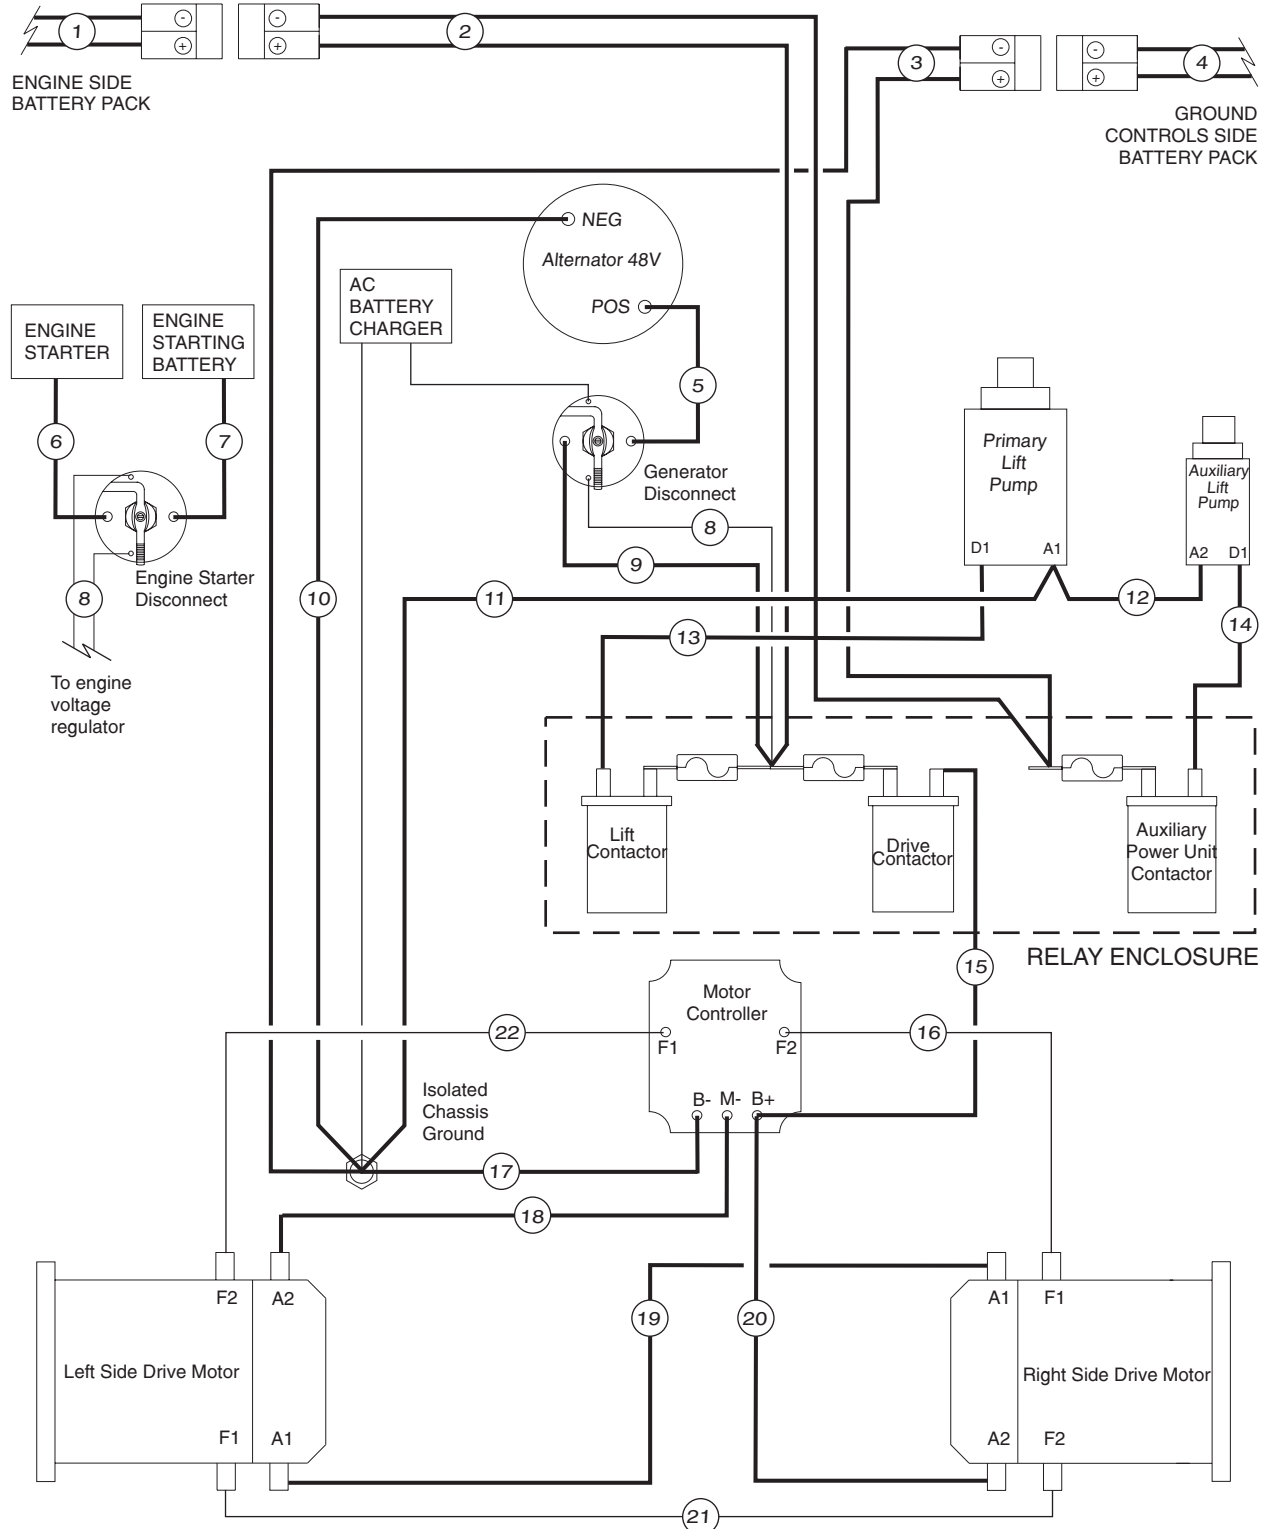 1
-
+
-
+
2
3
-
+
-
+
4
ENGINE SIDE
BATTERY PACK
GROUND
CONTROLS SIDE
BATTERY PACK
NEG
Alternator 48V
POS
AC
BATTERY
CHARGER
ENGINE
STARTER
ENGINE
STARTING
BATTERY
5
6
7
Generator
Disconnect
8
9
Engine Starter
Disconnect
8
To engine
voltage
regulator
10
11
12
13
14
Primary
Lift
Pump
D1
A1
Auxiliary
Lift
Pump
A2
D1
Lift
Contactor
Drive
Contactor
Auxiliary
Power Unit
Contactor
RELAY ENCLOSURE
15
Motor
Controller
F1
F2
B-
M-
B+
22
16
Isolated
Chassis
Ground
17
18
F2
A2
Left Side Drive Motor
F1
A1
19
20
A1
F1
Right Side Drive Motor
A2
F2
21